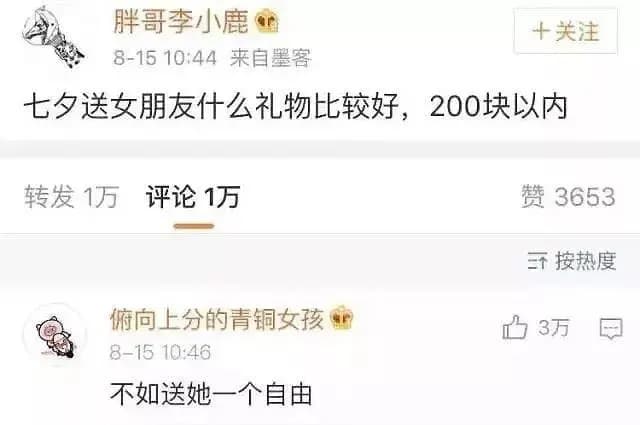 胖哥李小鹿
+关注
8-15 10:44 来自墨客
七夕送女朋友什么礼物比较好，200块以内
转发 1万 评论 1万 赞 3653
按热度
俯向上分的青铜女孩
3万
8-15 10:46
不如送她一个自由